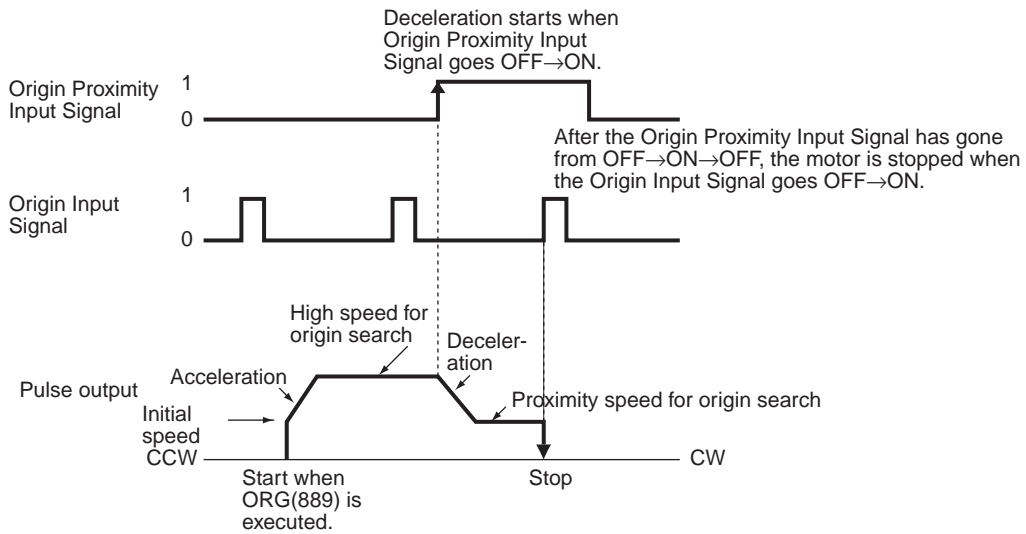 Deceleration starts when
Origin Proximity Input
Signal goes OFF→ON.
Origin Proximity
Input Signal
1
0
After the Origin Proximity Input Signal has gone
from OFF→ON→OFF, the motor is stopped when
the Origin Input Signal goes OFF→ON.
Origin Input
Signal
1
0
High speed for
origin search
Deceler-
ation
Acceleration
Pulse output
Proximity speed for origin search
Initial
speed
CCW
CW
Start when
ORG(889) is
executed.
Stop